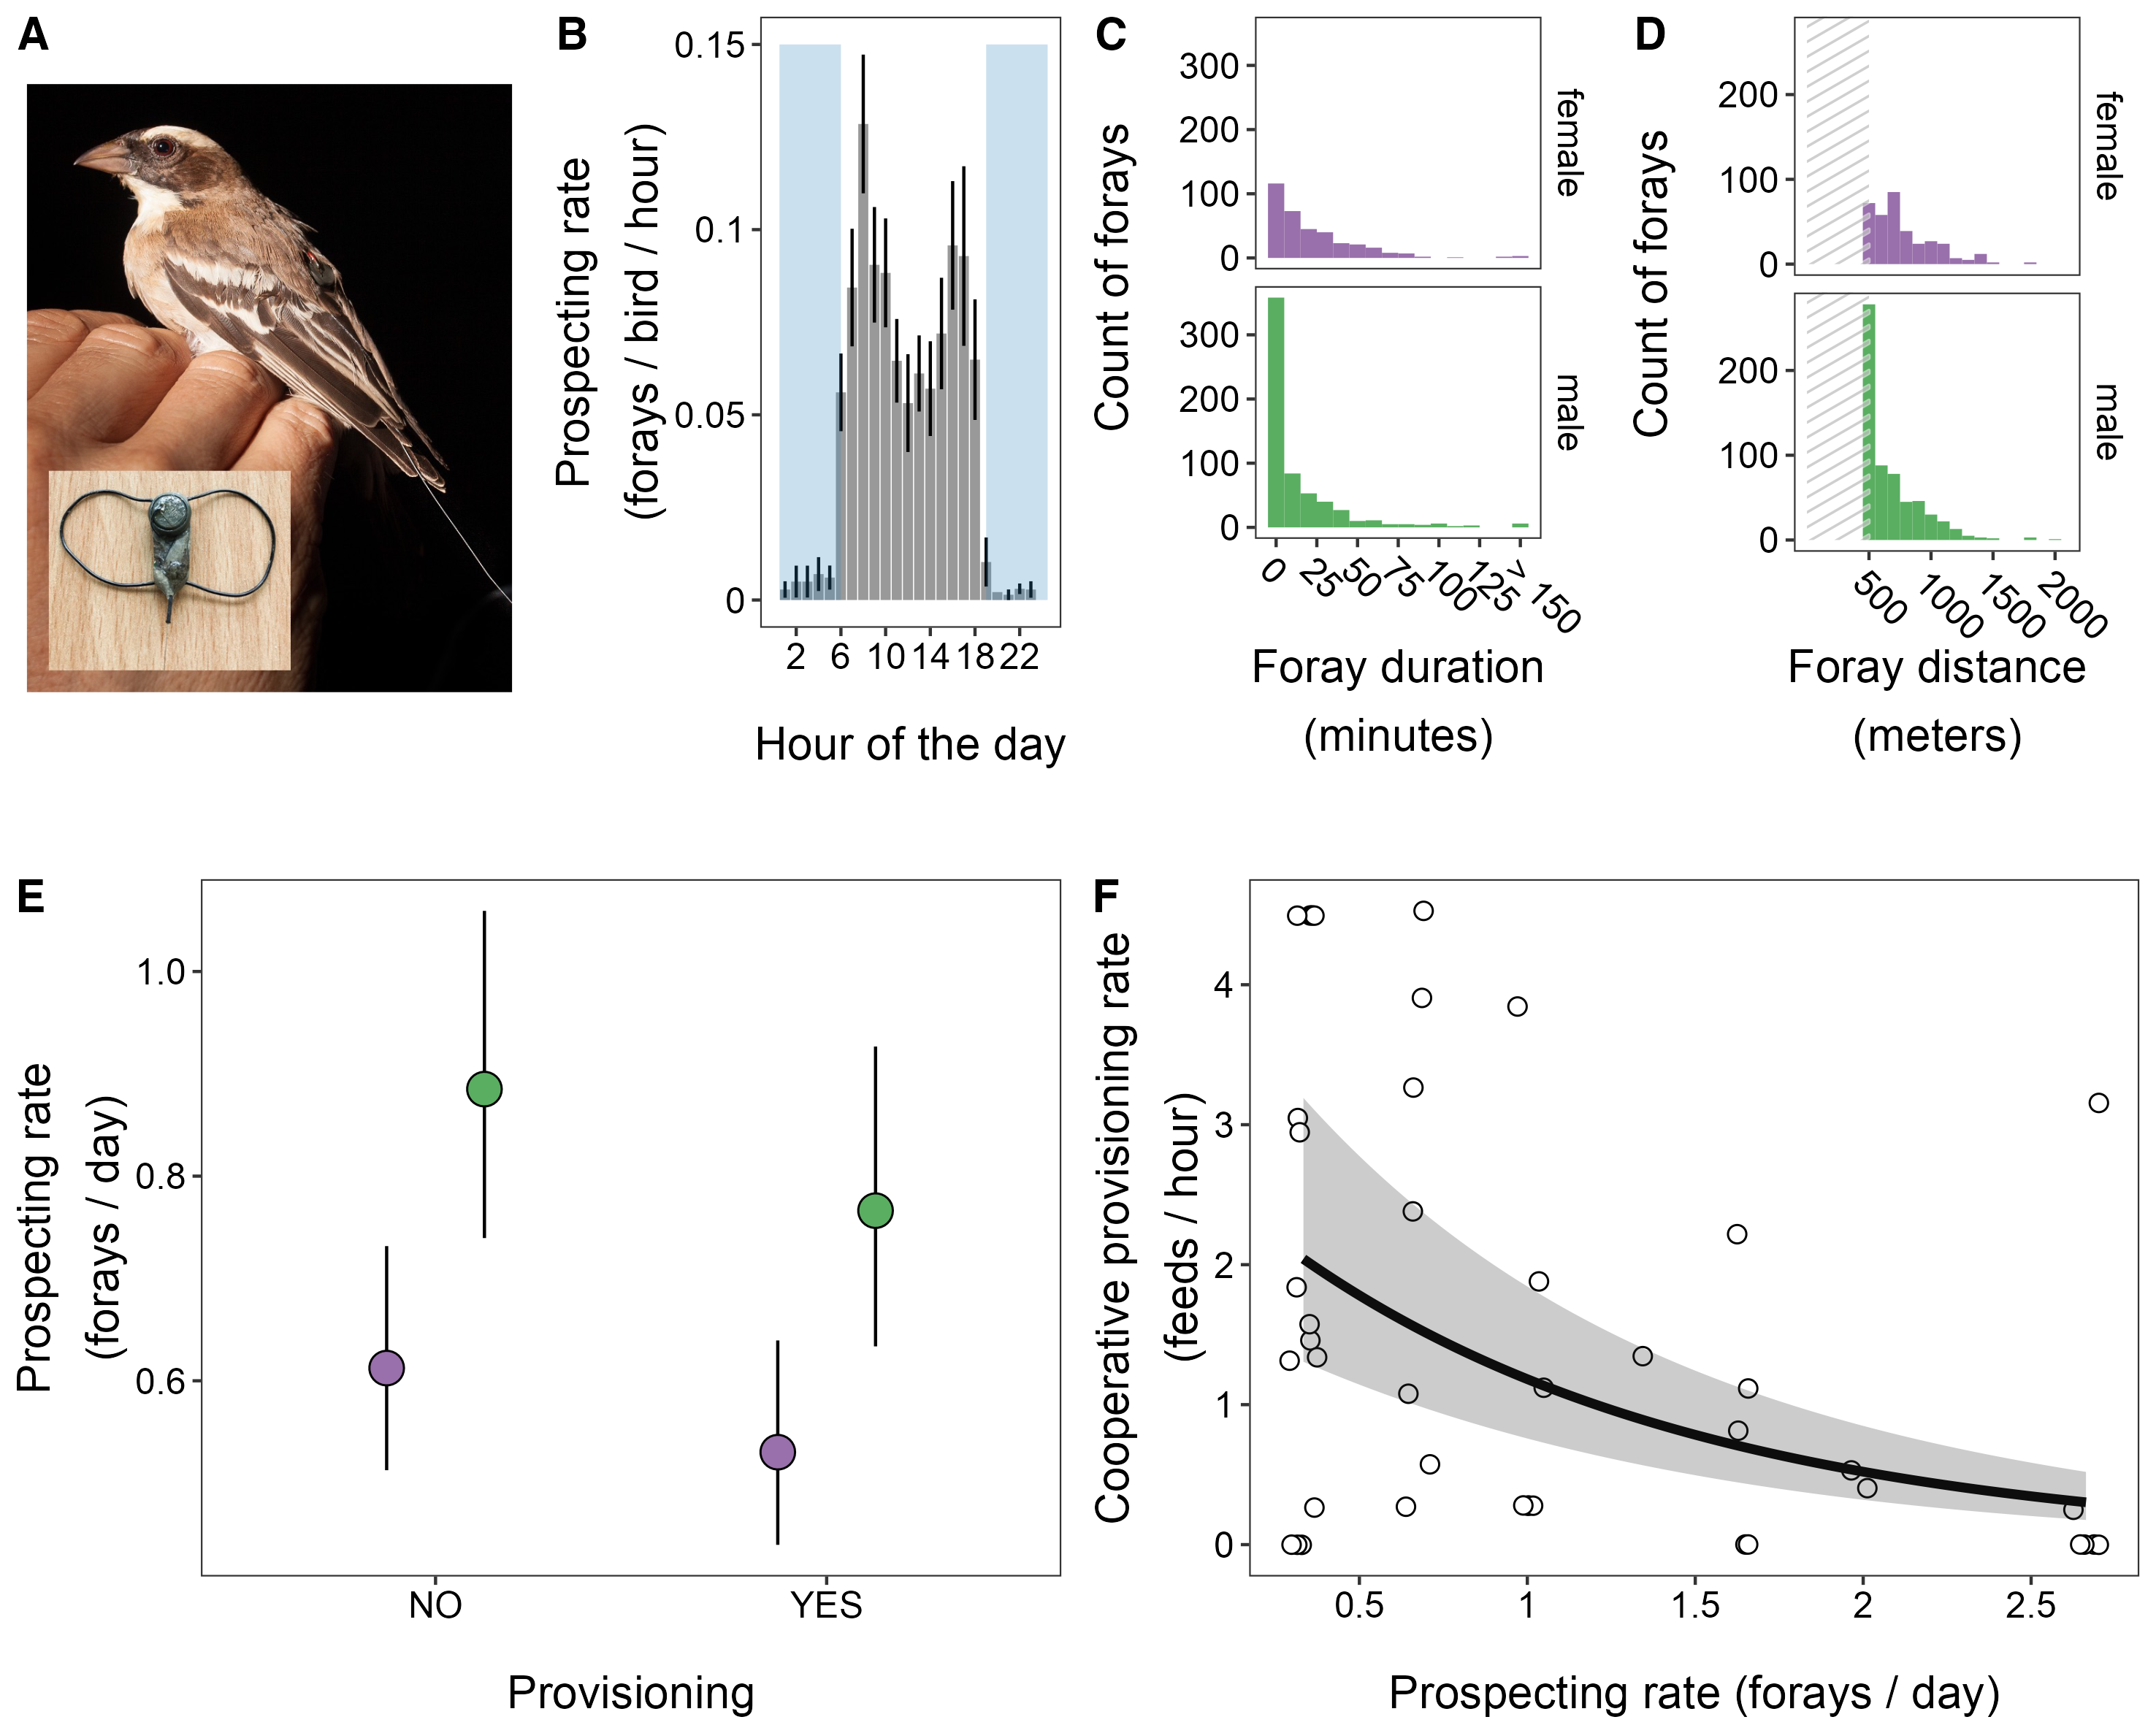 A
B
Prospecting rate
(forays / bird / hour)
0.15
0.1
0.05
0
2 6 10 14 18 22
Hour of the day
C
Count of forays
300
200
100
0
female
300
200
100
0
male
0 25 50 75 100 125 > 150
Foray duration
(minutes)
D
Count of forays
200
100
0
female
200
100
0
male
500 1000 1500 2000
Foray distance
(meters)
E
Prospecting rate
(forays / day)
1.0
0.8
0.6
NO YES
Provisioning
F
Cooperative provisioning rate
(feeds / hour)
4
3
2
1
0
0.5 1 1.5 2 2.5
Prospecting rate (forays / day)